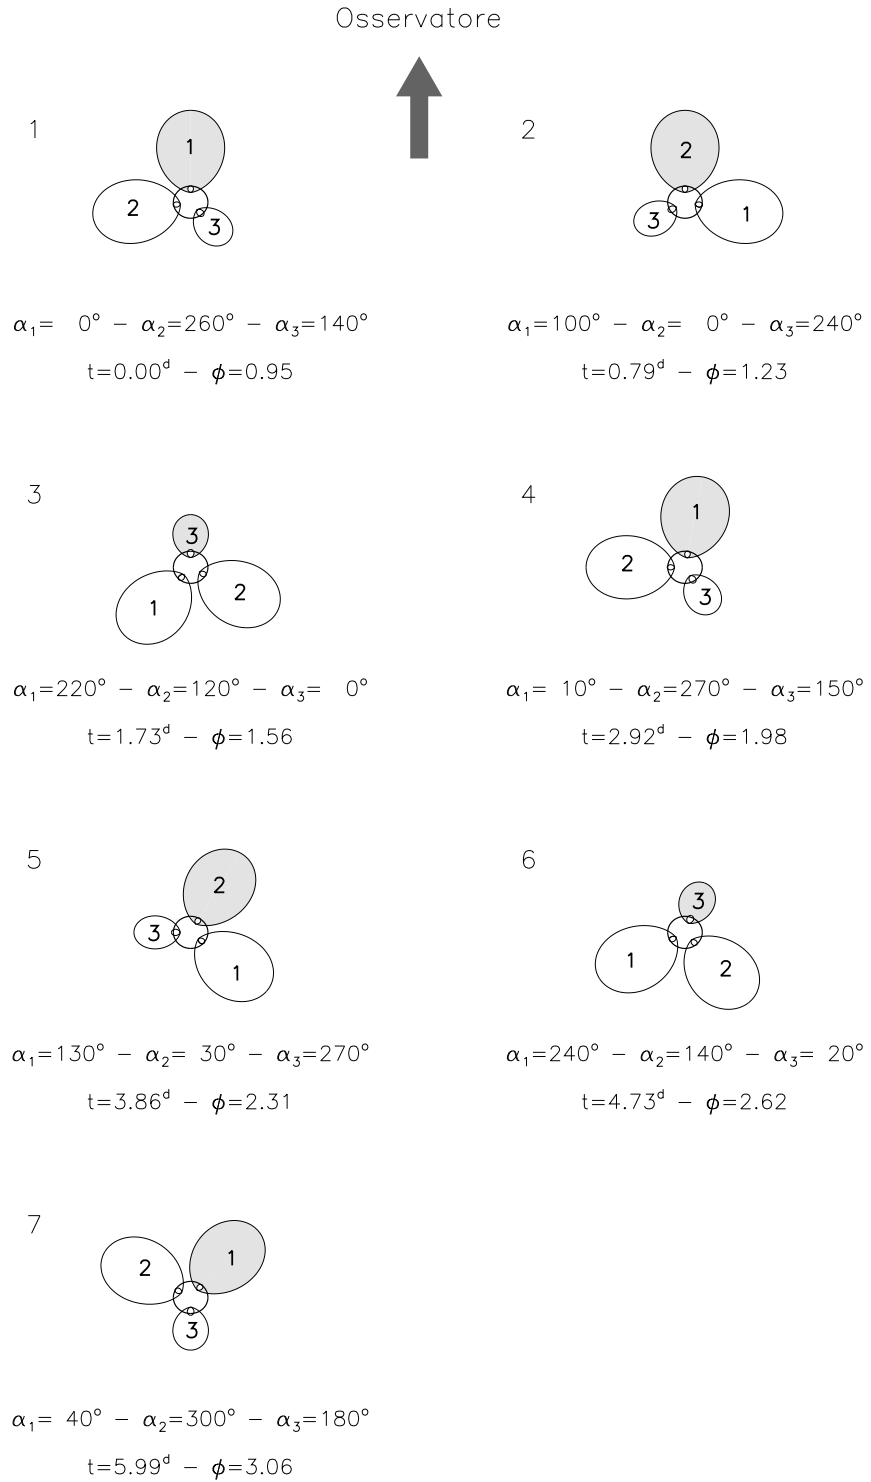 Osservatore
1
1
2
3
α₁=  0° − α₂=260° − α₃=140°
t=0.00ᵈ − ϕ=0.95
2
2
3
1
α₁=100° − α₂=  0° − α₃=240°
t=0.79ᵈ − ϕ=1.23
3
3
1
2
α₁=220° − α₂=120° − α₃=  0°
t=1.73ᵈ − ϕ=1.56
4
1
2
3
α₁= 10° − α₂=270° − α₃=150°
t=2.92ᵈ − ϕ=1.98
5
2
3
1
α₁=130° − α₂= 30° − α₃=270°
t=3.86ᵈ − ϕ=2.31
6
3
1
2
α₁=240° − α₂=140° − α₃= 20°
t=4.73ᵈ − ϕ=2.62
7
2
1
3
α₁= 40° − α₂=300° − α₃=180°
t=5.99ᵈ − ϕ=3.06